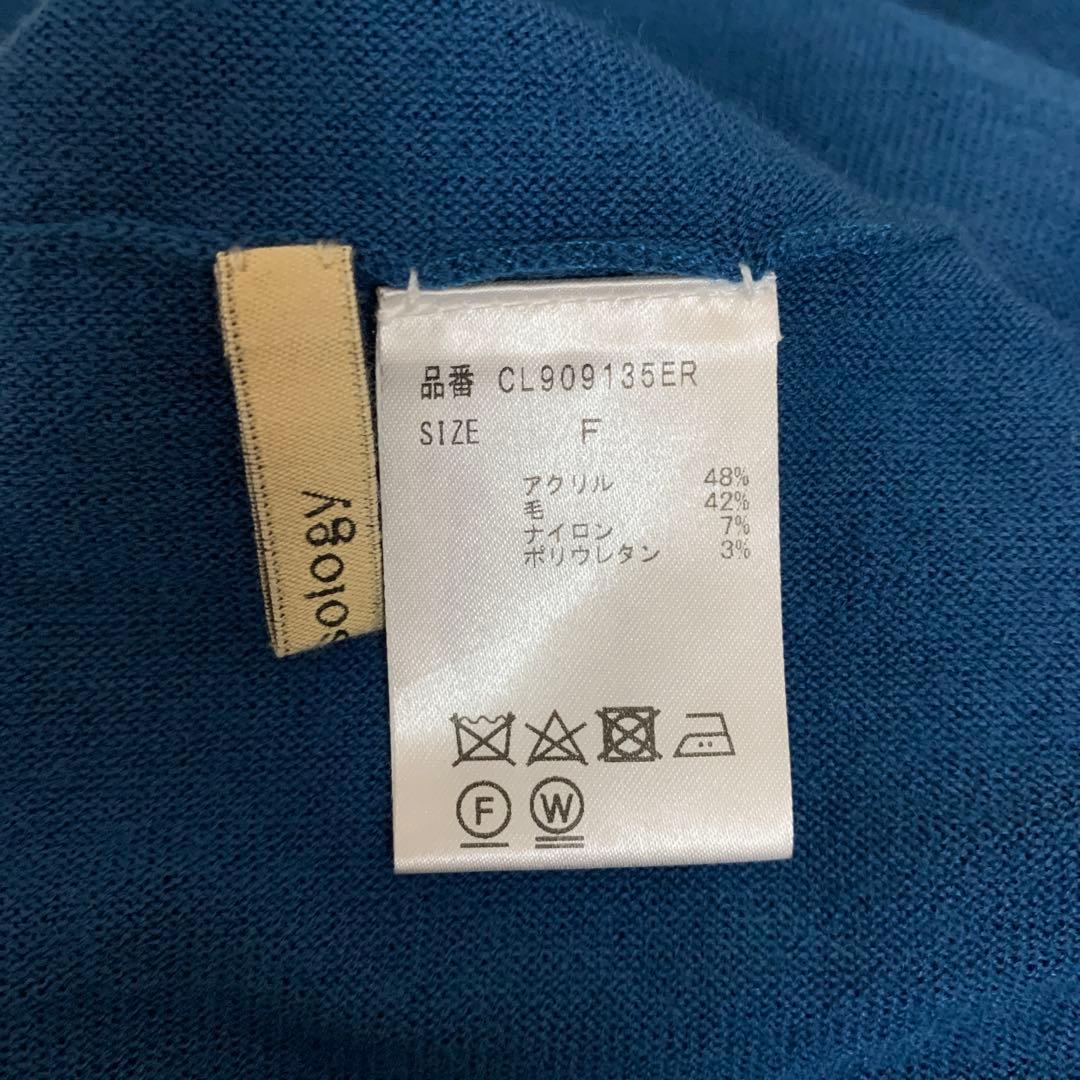 品番 CL909135ER
SIZE F
アクリル 48%
毛 42%
ナイロン 7%
ポリウレタン 3%
F
W
ology